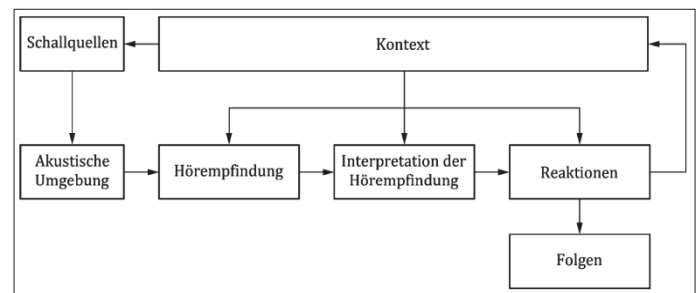 Schallquellen
Kontext
Akustische
Umgebung
Hörempfindung
Interpretation der
Hörempfindung
Reaktionen
Folgen